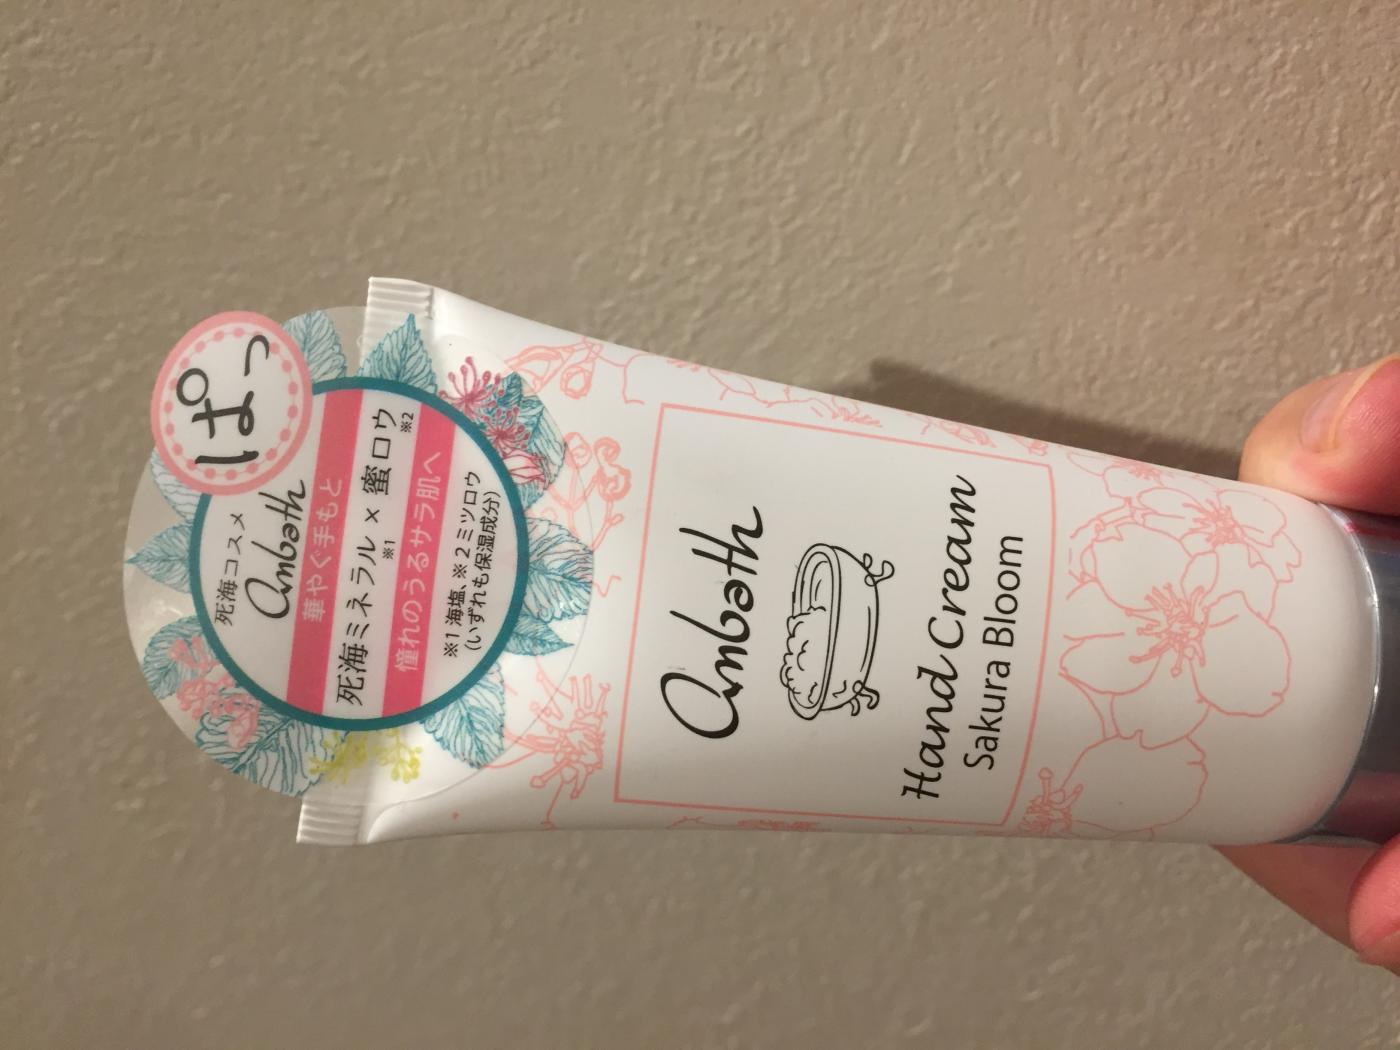 ぱっ
死海コスメ
ambəth
華やぐ手もと
死海ミネラル × 蜜ロウ
※1 ※2
憧れのうるサラ肌へ
※1 海塩、※2 ミツロウ
(いずれも保湿成分)
ambəth
Hand Cream
Sakura Bloom